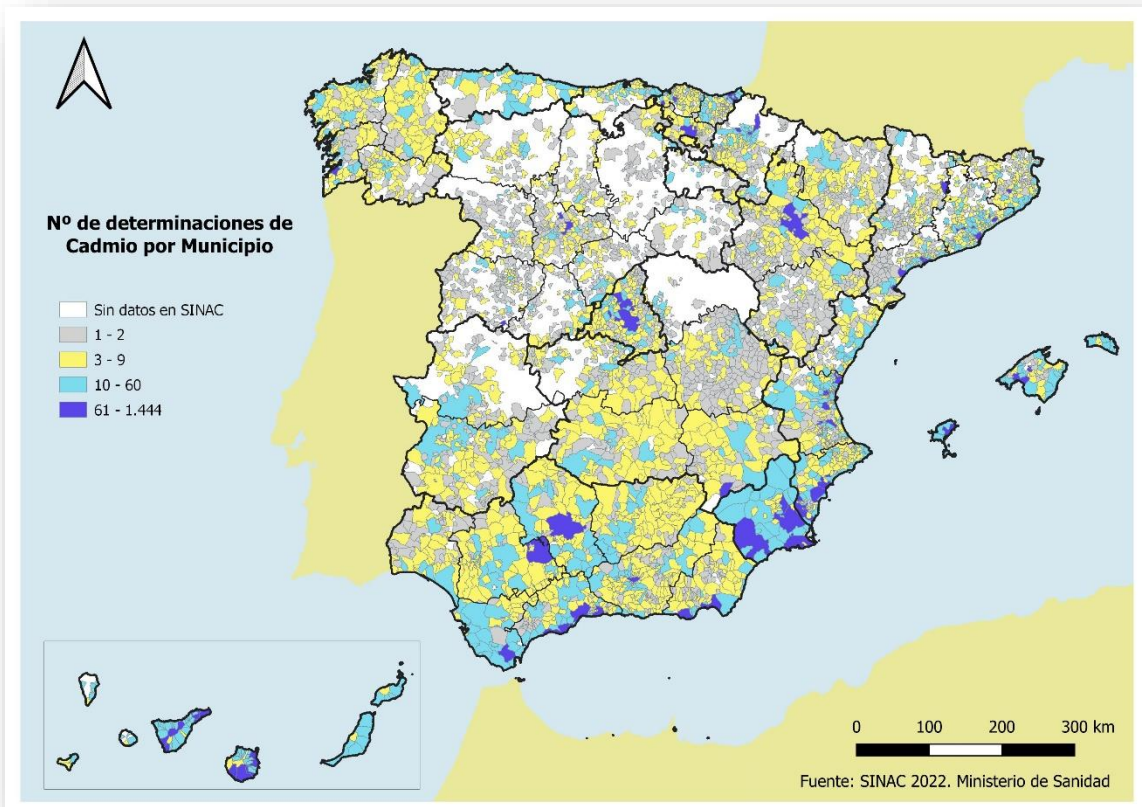 Nº de determinaciones de
Cadmio por Municipio
Sin datos en SINAC
1 - 2
3 - 9
10 - 60
61 - 1.444
0 100 200 300 km
Fuente: SINAC 2022. Ministerio de Sanidad